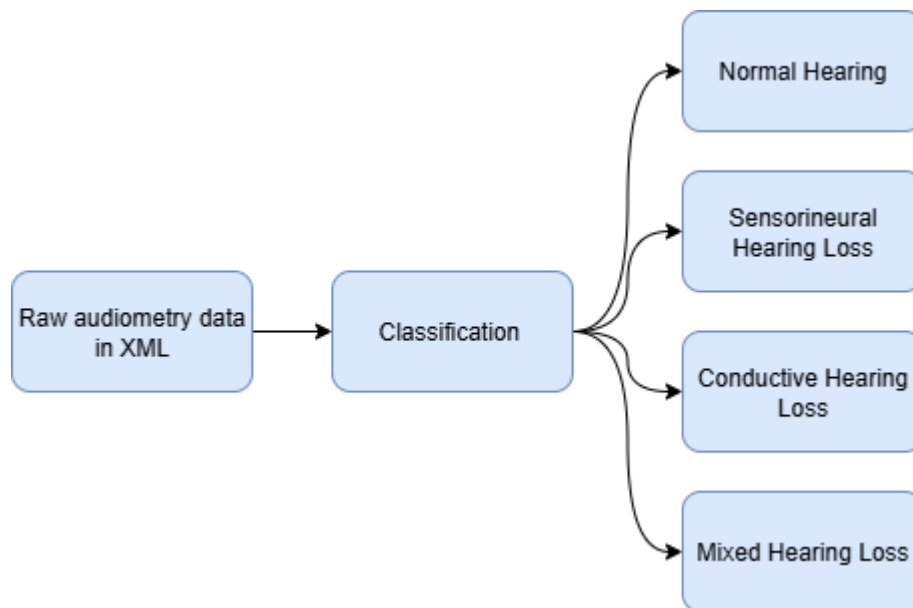 Normal Hearing
Sensorineural
Hearing Loss
Raw audiometry data
in XML
Classification
Conductive Hearing
Loss
Mixed Hearing Loss